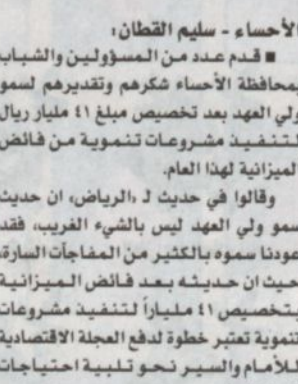 الأحساء - سليم القطان:
■ قدم عدد من المسؤولين والشباب
بمحافظة الأحساء شكرهم وتقديرهم لسمو
ولي العهد بعد تخصيص مبلغ ٤١ مليار ريال
لتنفيذ مشروعات تنموية من فائض
الميزانية لهذا العام.
وقالوا في حديث لـ «الرياض» ان حديث
سمو ولي العهد ليس بالشيء الغريب، فقد
عودنا سموه بالكثير من المفاجآت السارة،
حيث ان حديثه بعد فائض الميزانية
بتخصيص ٤١ ملياراً لتنفيذ مشروعات
تنموية تعتبر خطوة لدفع العجلة الاقتصادية
للأمام والسير نحو تلبية احتياجات